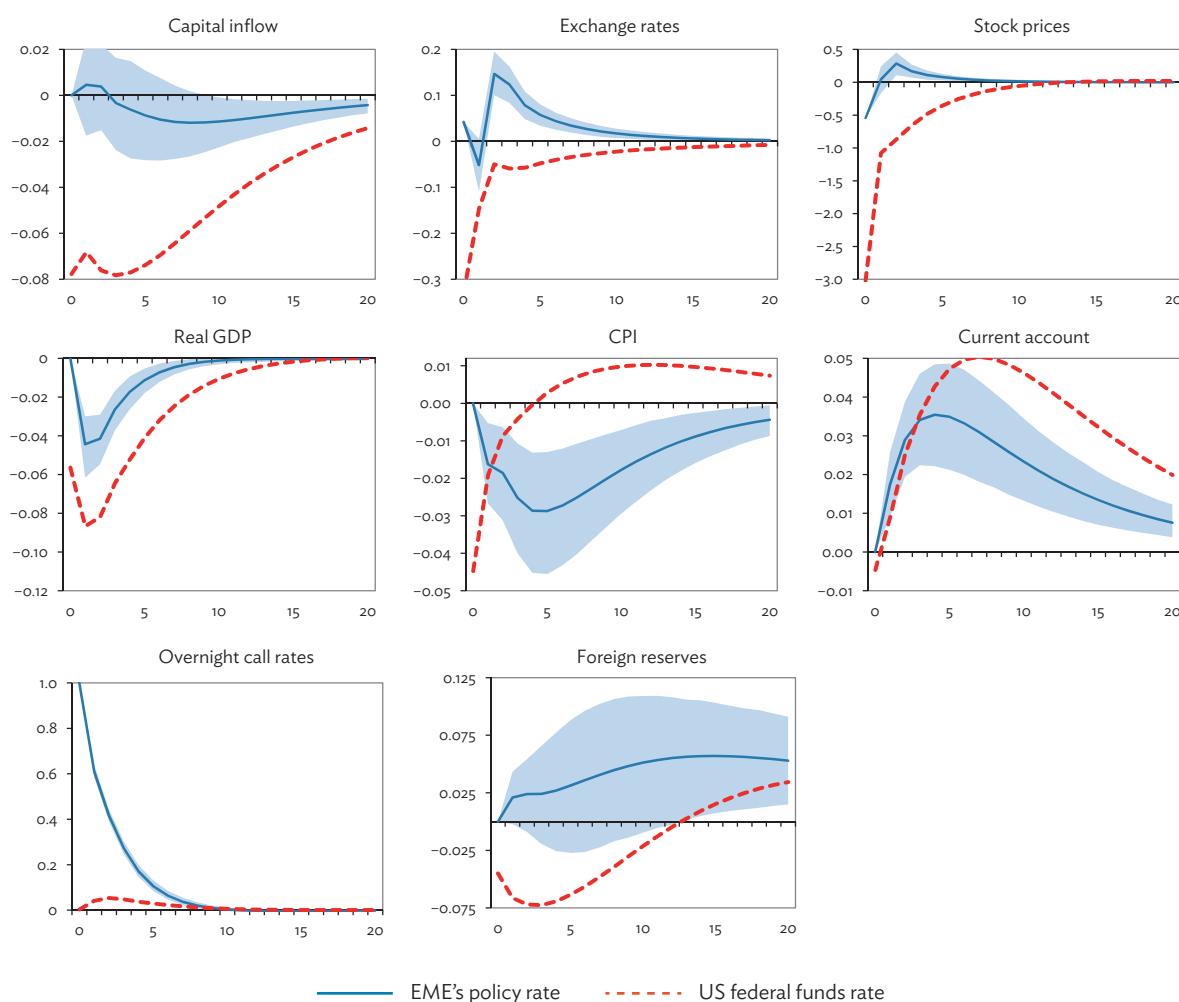 Capital inflow
0.02
0
−0.02
−0.04
−0.06
−0.08
0 5 10 15 20
Exchange rates
0.2
0.1
0
−0.1
−0.2
−0.3
0 5 10 15 20
Stock prices
0.5
0
−0.5
−1.0
−1.5
−2.0
−2.5
−3.0
0 5 10 15 20
Real GDP
0
−0.02
−0.04
−0.06
−0.08
−0.10
−0.12
0 5 10 15 20
CPI
0.01
0.00
−0.01
−0.02
−0.03
−0.04
−0.05
0 5 10 15 20
Current account
0.05
0.04
0.03
0.02
0.01
0.00
−0.01
0 5 10 15 20
Overnight call rates
1.0
0.8
0.6
0.4
0.2
0
0 5 10 15 20
Foreign reserves
0.125
0.075
0.025
−0.025
−0.075
0 5 10 15 20
EME's policy rate
US federal funds rate